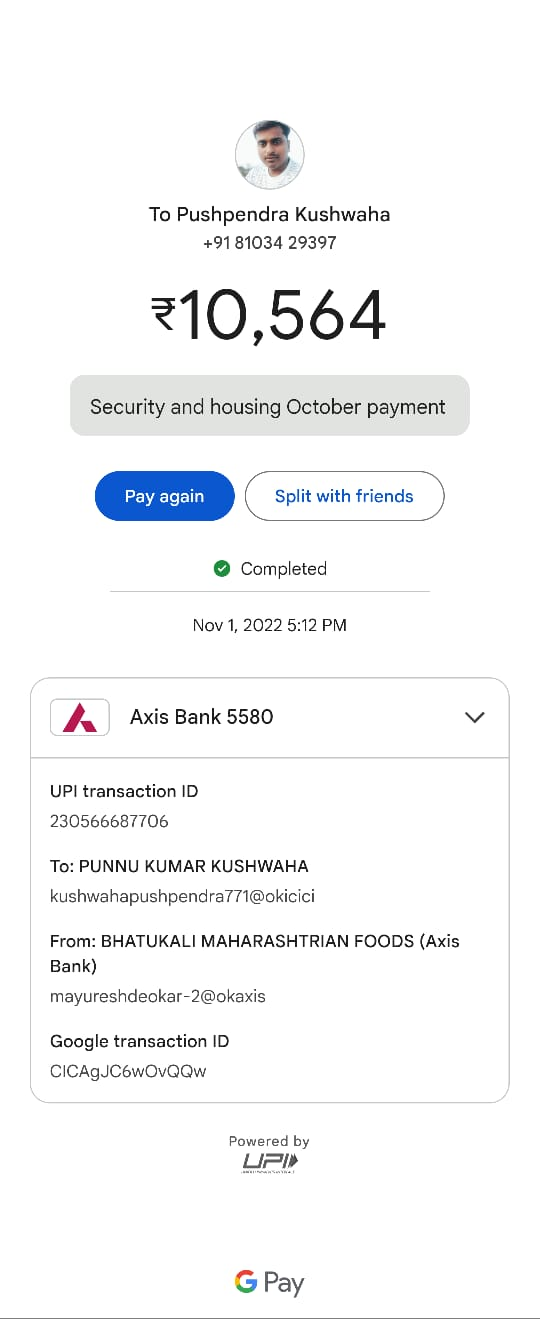 To Pushpendra Kushwaha
+91 81034 29397
₹10,564
Security and housing October payment
Pay again
Split with friends
Completed
Nov 1, 2022 5:12 PM
Axis Bank 5580
UPI transaction ID
230566687706
To: PUNNU KUMAR KUSHWAHA
kushwahapushpendra771@okicici
From: BHATUKALI MAHARASHTRIAN FOODS (Axis
Bank)
mayureshdeokar-2@okaxis
Google transaction ID
CICAgJC6wOvQQw
Powered by
UPI
G Pay